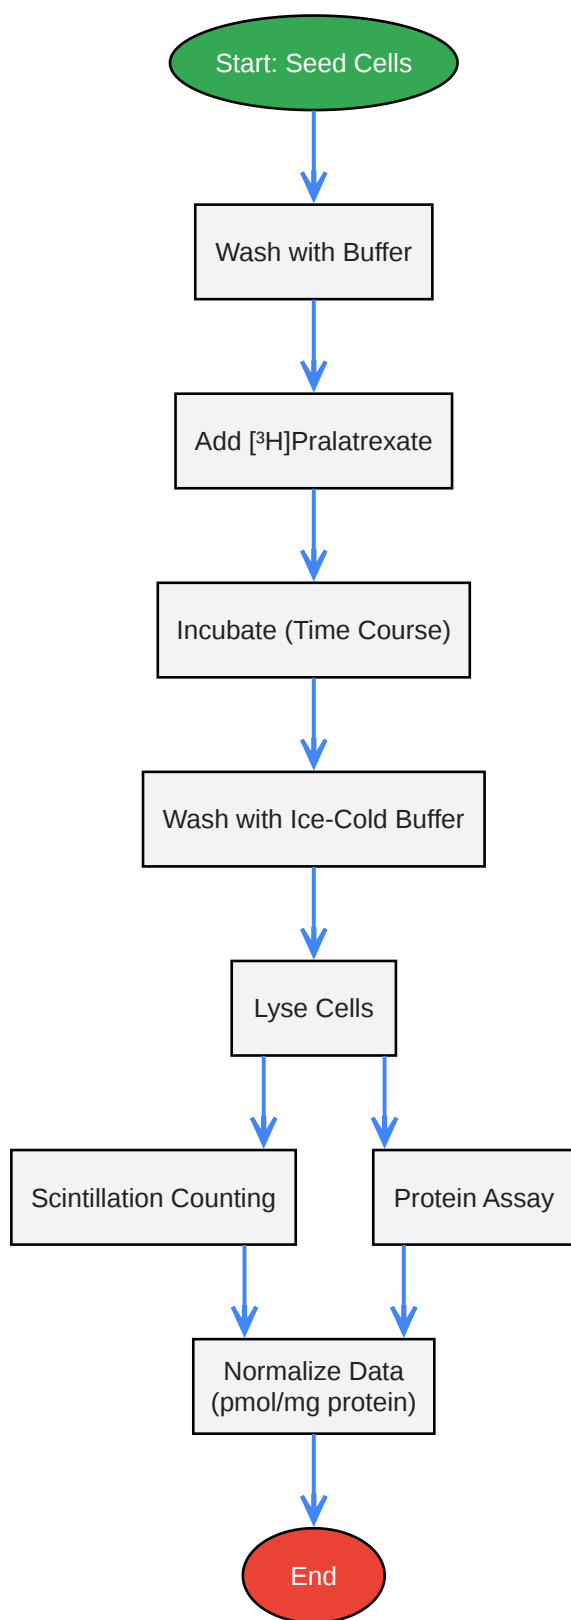 Start: Seed Cells
Wash with Buffer
Add [³H]Pralatrexate
Incubate (Time Course)
Wash with Ice-Cold Buffer
Lyse Cells
Scintillation Counting
Protein Assay
Normalize Data
(pmol/mg protein)
End